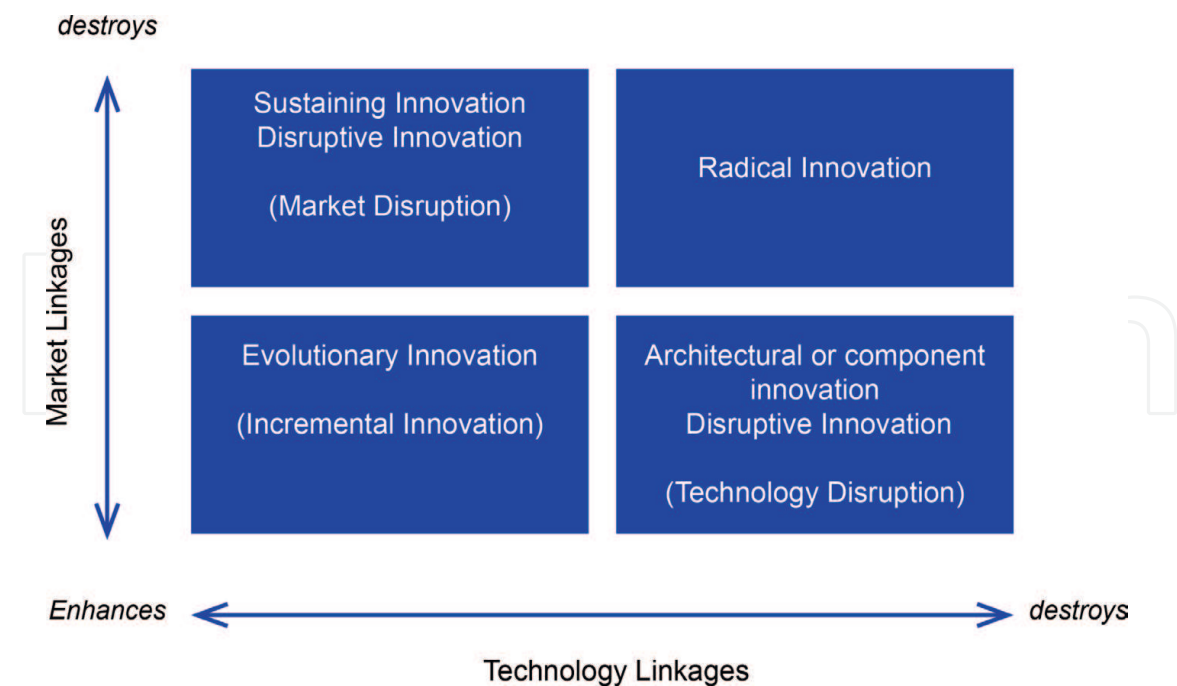 destroys
Sustaining Innovation
Disruptive Innovation
(Market Disruption)
Radical Innovation
Market Linkages
Evolutionary Innovation
(Incremental Innovation)
Architectural or component
innovation
Disruptive Innovation
(Technology Disruption)
Enhances
destroys
Technology Linkages